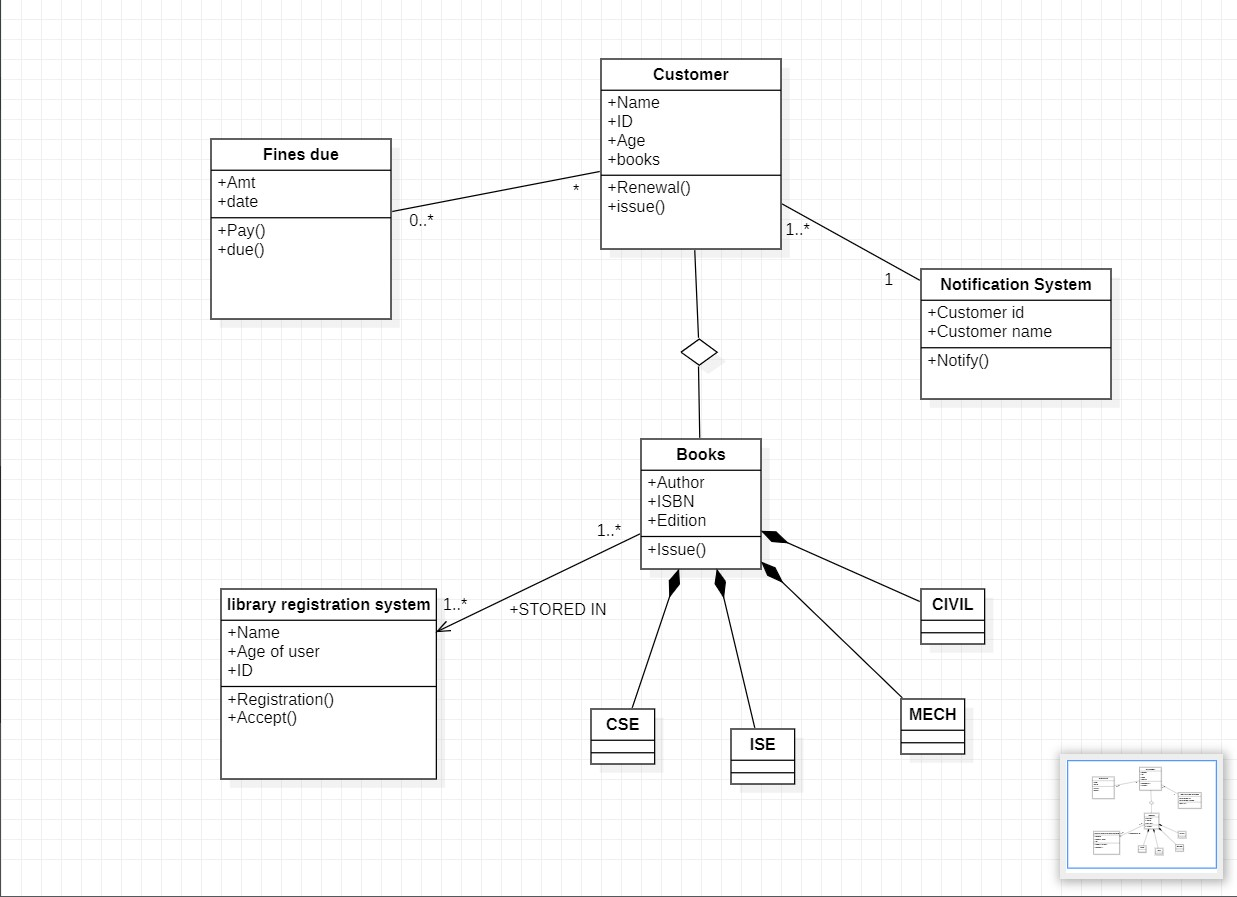 Customer
+Name
+ID
+Age
+books
+Renewal()
+issue()
Fines due
+Amt
+date
+Pay()
+due()
*
0..*
1..*
1
Notification System
+Customer id
+Customer name
+Notify()
Books
+Author
+ISBN
+Edition
+Issue()
1..*
1..*
+STORED IN
library registration system
+Name
+Age of user
+ID
+Registration()
+Accept()
CIVIL
MECH
CSE
ISE